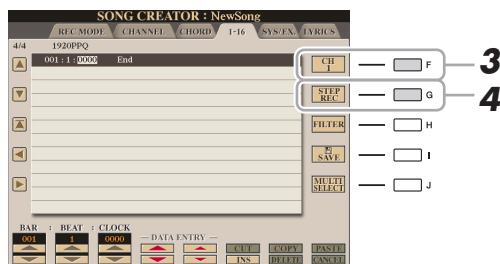 SONG CREATOR : NewSong
REC MODE CHANNEL CHORD 1-16 SYS/EX. LYRICS
4/4 1920PPQ
001 : 1 : 0000 End
CH 1 F 3
STEP REC G 4
FILTER H
SAVE I
MULTI SELECT J
BAR : BEAT : CLOCK
001 1 0000
DATA ENTRY
CUT COPY PASTE
INS DELETE CANCEL